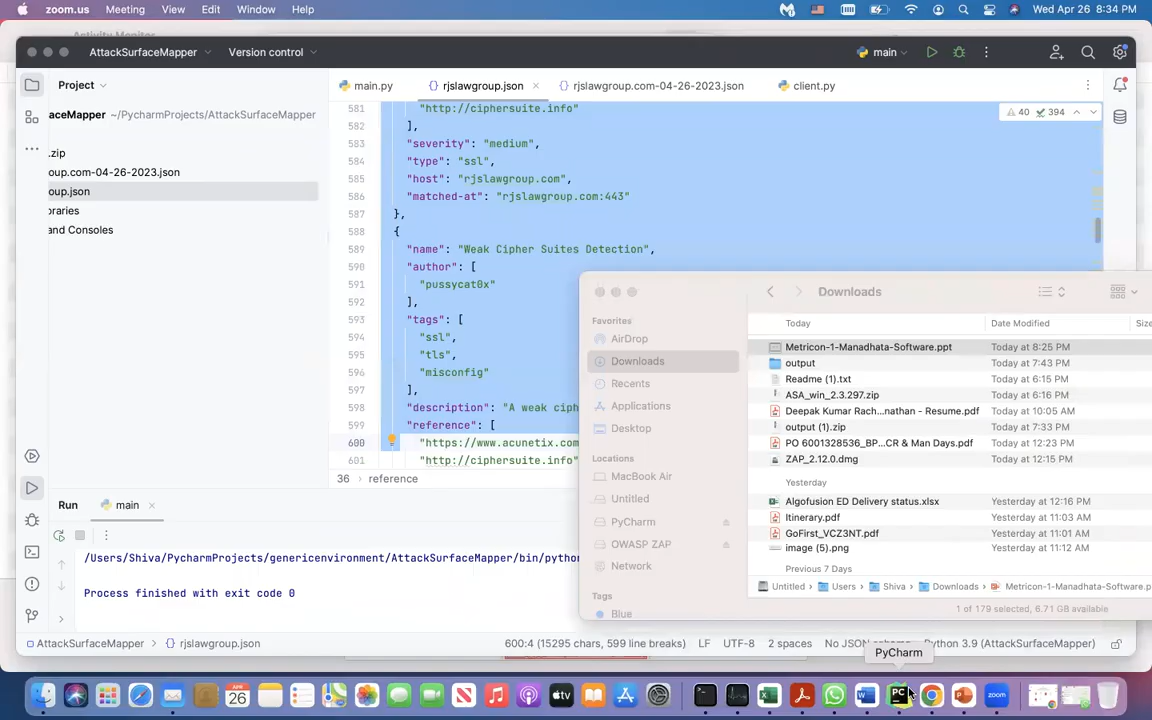 zoom.us Meeting View Edit Window Help Wed Apr 26 8:34 PM
AttackSurfaceMapper Version control main
Project
main.py rjslawgroup.json rjslawgroup.com-04-26-2023.json client.py
aceMapper ~/PycharmProjects/AttackSurfaceMapper
.zip
oup.com-04-26-2023.json
oup.json
oraries
and Consoles
40 394
581 "http://ciphersuite.info"
582 ],
583 "severity": "medium",
584 "type": "ssl",
585 "host": "rjslawgroup.com",
586 "matched-at": "rjslawgroup.com:443"
587 },
588 {
589 "name": "Weak Cipher Suites Detection",
590 "author": [
591 "pussycat0x"
592 ],
593 "tags": [
594 "ssl",
595 "tls",
596 "misconfig"
597 ],
598 "description": "A weak ciph
599 "reference": [
600 "https://www.acunetix.com
601 "http://ciphersuite.info"
36 reference
Downloads
Favorites
AirDrop
Downloads
Recents
Applications
Desktop
Locations
MacBook Air
Untitled
PyCharm
OWASP ZAP
Network
Tags
Blue
Today Date Modified Size
Metricon-1-Manadhata-Software.ppt Today at 8:25 PM
output Today at 7:43 PM
Readme (1).txt Today at 6:15 PM
ASA_win_2.3.297.zip Today at 6:16 PM
Deepak Kumar Rach...nathan - Resume.pdf Today at 10:05 AM
output (1).zip Today at 7:33 PM
PO 6001328536_BP...CR & Man Days.pdf Today at 12:23 PM
ZAP_2.12.0.dmg Today at 12:15 PM
Yesterday
Algofusion ED Delivery status.xlsx Yesterday at 12:16 PM
Itinerary.pdf Yesterday at 11:03 AM
GoFirst_VCZ3NT.pdf Yesterday at 11:01 AM
image (5).png Yesterday at 11:12 AM
Previous 7 Days
Untitled Users Shiva Downloads Metricon-1-Manadhata-Software.p
1 of 179 selected, 6.71 GB available
Run main
/Users/Shiva/PycharmProjects/genericenvironment/AttackSurfaceMapper/bin/python
Process finished with exit code 0
AttackSurfaceMapper rjslawgroup.json 600:4 (15295 chars, 599 line breaks) LF UTF-8 2 spaces No JSON Python 3.9 (AttackSurfaceMapper)
PyCharm
APR
26
PC
zoom